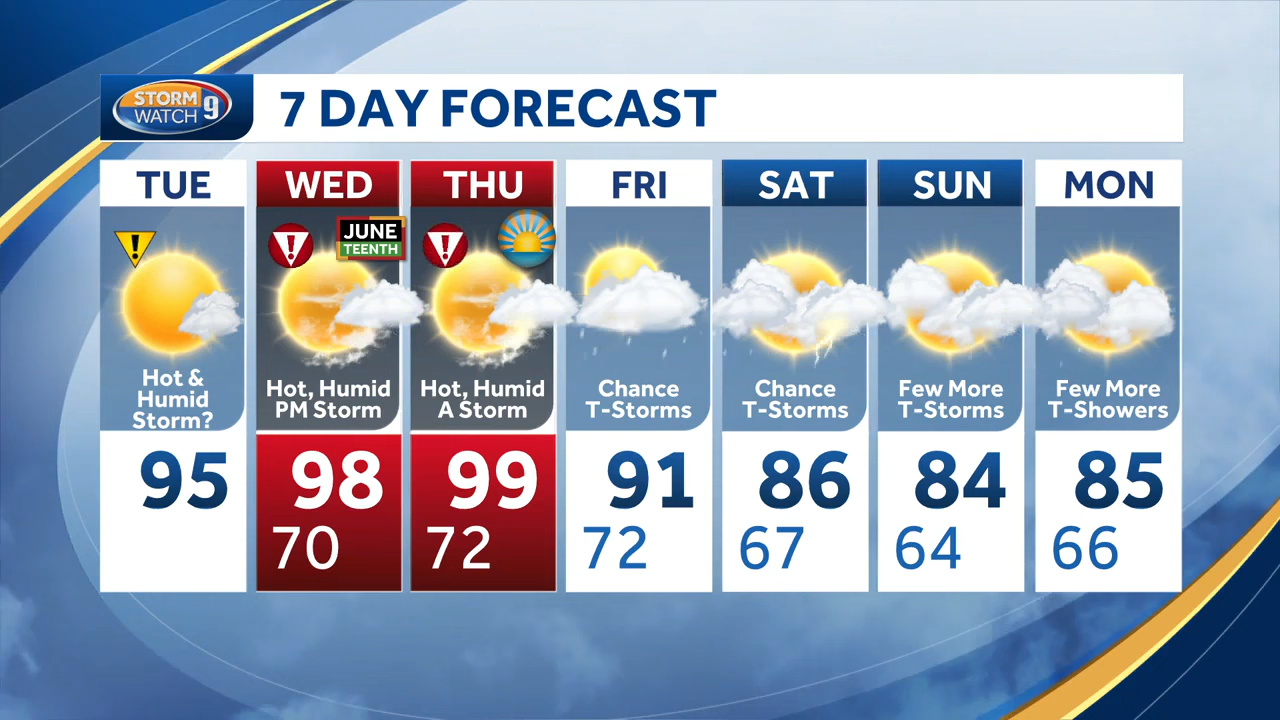 STORM
WATCH 9
7 DAY FORECAST
TUE
!
Hot &
Humid
Storm?
95
WED
!
JUNE
TEENTH
Hot, Humid
PM Storm
98
70
THU
!
Hot, Humid
A Storm
99
72
FRI
Chance
T-Storms
91
72
SAT
Chance
T-Storms
86
67
SUN
Few More
T-Storms
84
64
MON
Few More
T-Showers
85
66